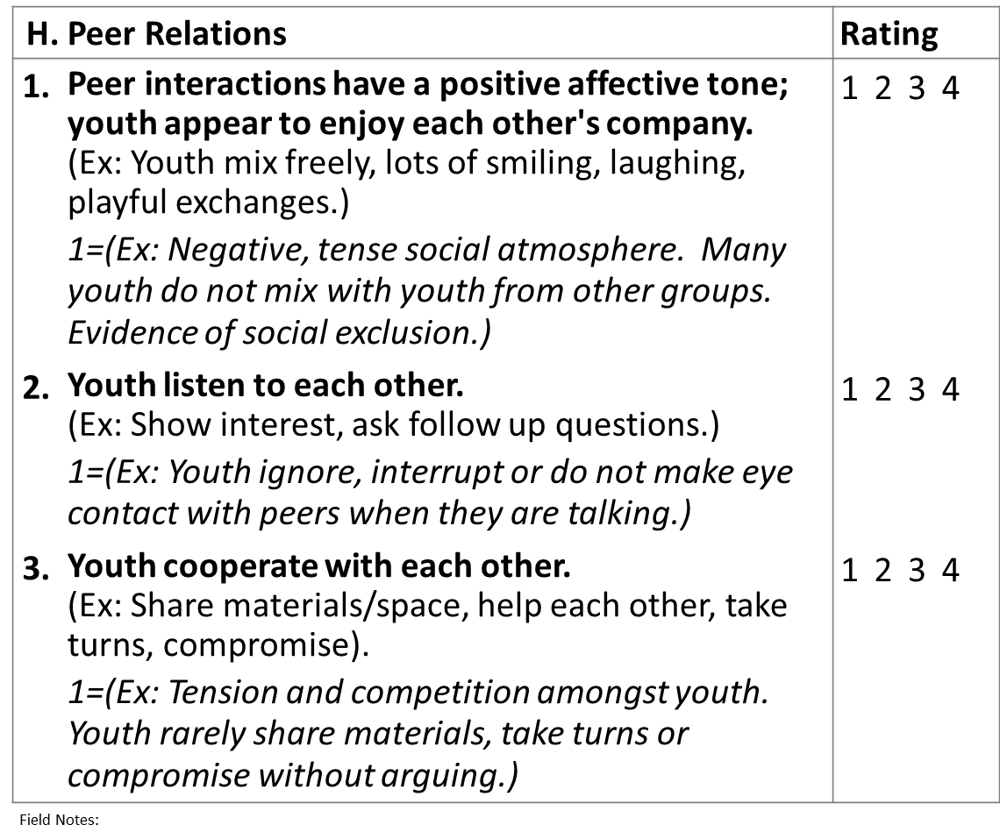 H. Peer Relations Rating
1. Peer interactions have a positive affective tone; 1 2 3 4
youth appear to enjoy each other's company.
(Ex: Youth mix freely, lots of smiling, laughing,
playful exchanges.)
1=(Ex: Negative, tense social atmosphere.  Many
youth do not mix with youth from other groups.
Evidence of social exclusion.)
2. Youth listen to each other. 1 2 3 4
(Ex: Show interest, ask follow up questions.)
1=(Ex: Youth ignore, interrupt or do not make eye
contact with peers when they are talking.)
3. Youth cooperate with each other. 1 2 3 4
(Ex: Share materials/space, help each other, take
turns, compromise).
1=(Ex: Tension and competition amongst youth.
Youth rarely share materials, take turns or
compromise without arguing.)
Field Notes: